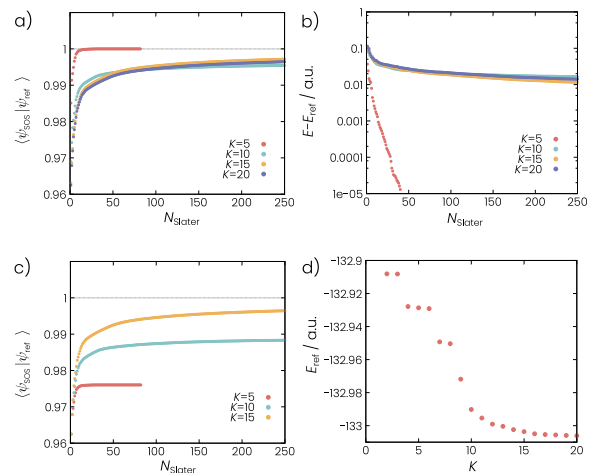 a)
⟨ψSOS|ψref⟩
1
0.99
0.98
0.97
0.96
0 50 100 150 200 250
NSlater
K=5
K=10
K=15
K=20
b)
E-Eref / a.u.
0.1
0.1
0.01
0.01
0.0001
1e-05
0 50 100 150 200 250
NSlater
K=5
K=10
K=15
K=20
c)
⟨ψSOS|ψref⟩
1
0.99
0.98
0.97
0.96
0 50 100 150 200 250
NSlater
K=5
K=10
K=15
d)
Eref / a.u.
-132.9
-132.92
-132.94
-132.96
-132.98
-133
0 5 10 15 20
K